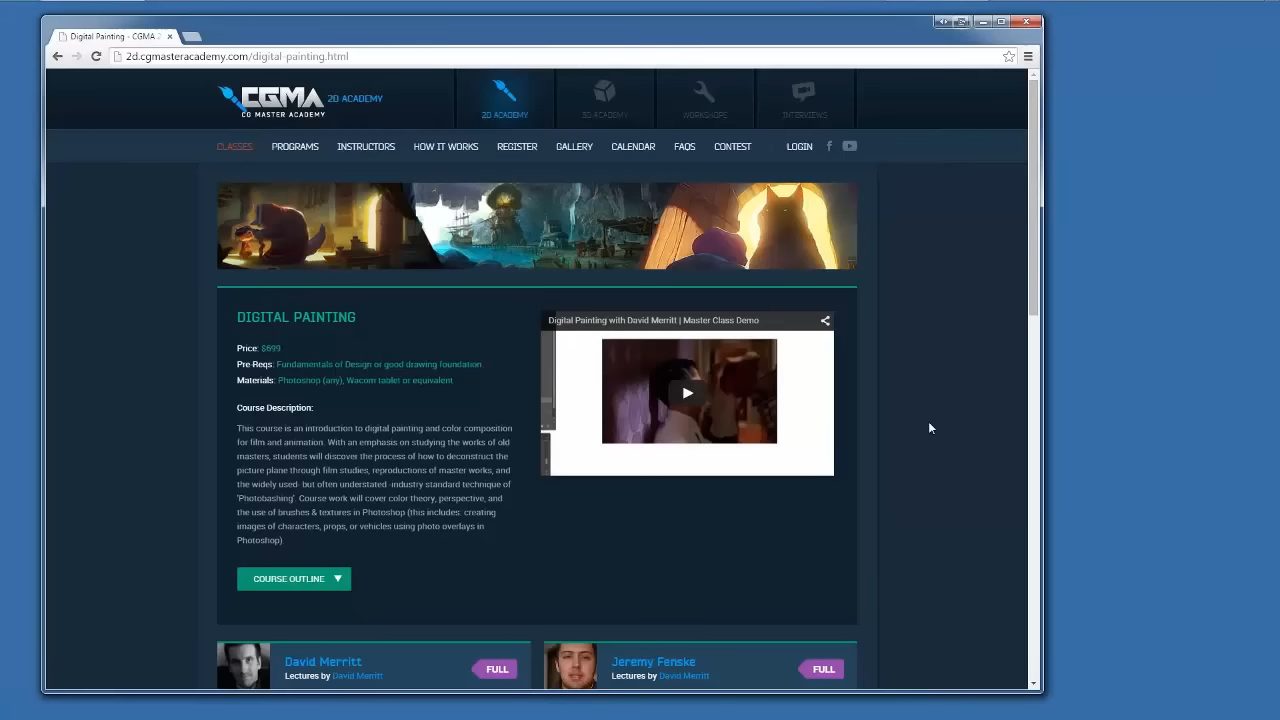 Digital Painting - CGMA 2
2d.cgmasteracademy.com/digital-painting.html
CGMA
CG MASTER ACADEMY
2D ACADEMY
2D ACADEMY
3D ACADEMY
WORKSHOPS
INTERVIEWS
CLASSES PROGRAMS INSTRUCTORS HOW IT WORKS REGISTER GALLERY CALENDAR FAQS CONTEST LOGIN
DIGITAL PAINTING
Price: $699
Pre-Reqs: Fundamentals of Design or good drawing foundation
Materials: Photoshop (any), Wacom tablet or equivalent
Course Description:
This course is an introduction to digital painting and color composition
for film and animation. With an emphasis on studying the works of old
masters, students will discover the process of how to deconstruct the
picture plane through film studies, reproductions of master works, and
the widely used- but often understated -industry standard technique of
'Photobashing'. Course work will cover color theory, perspective, and
the use of brushes & textures in Photoshop (this includes: creating
images of characters, props, or vehicles using photo overlays in
Photoshop).
COURSE OUTLINE
Digital Painting with David Merritt | Master Class Demo
David Merritt
Lectures by David Merritt
FULL
Jeremy Fenske
Lectures by David Merritt
FULL